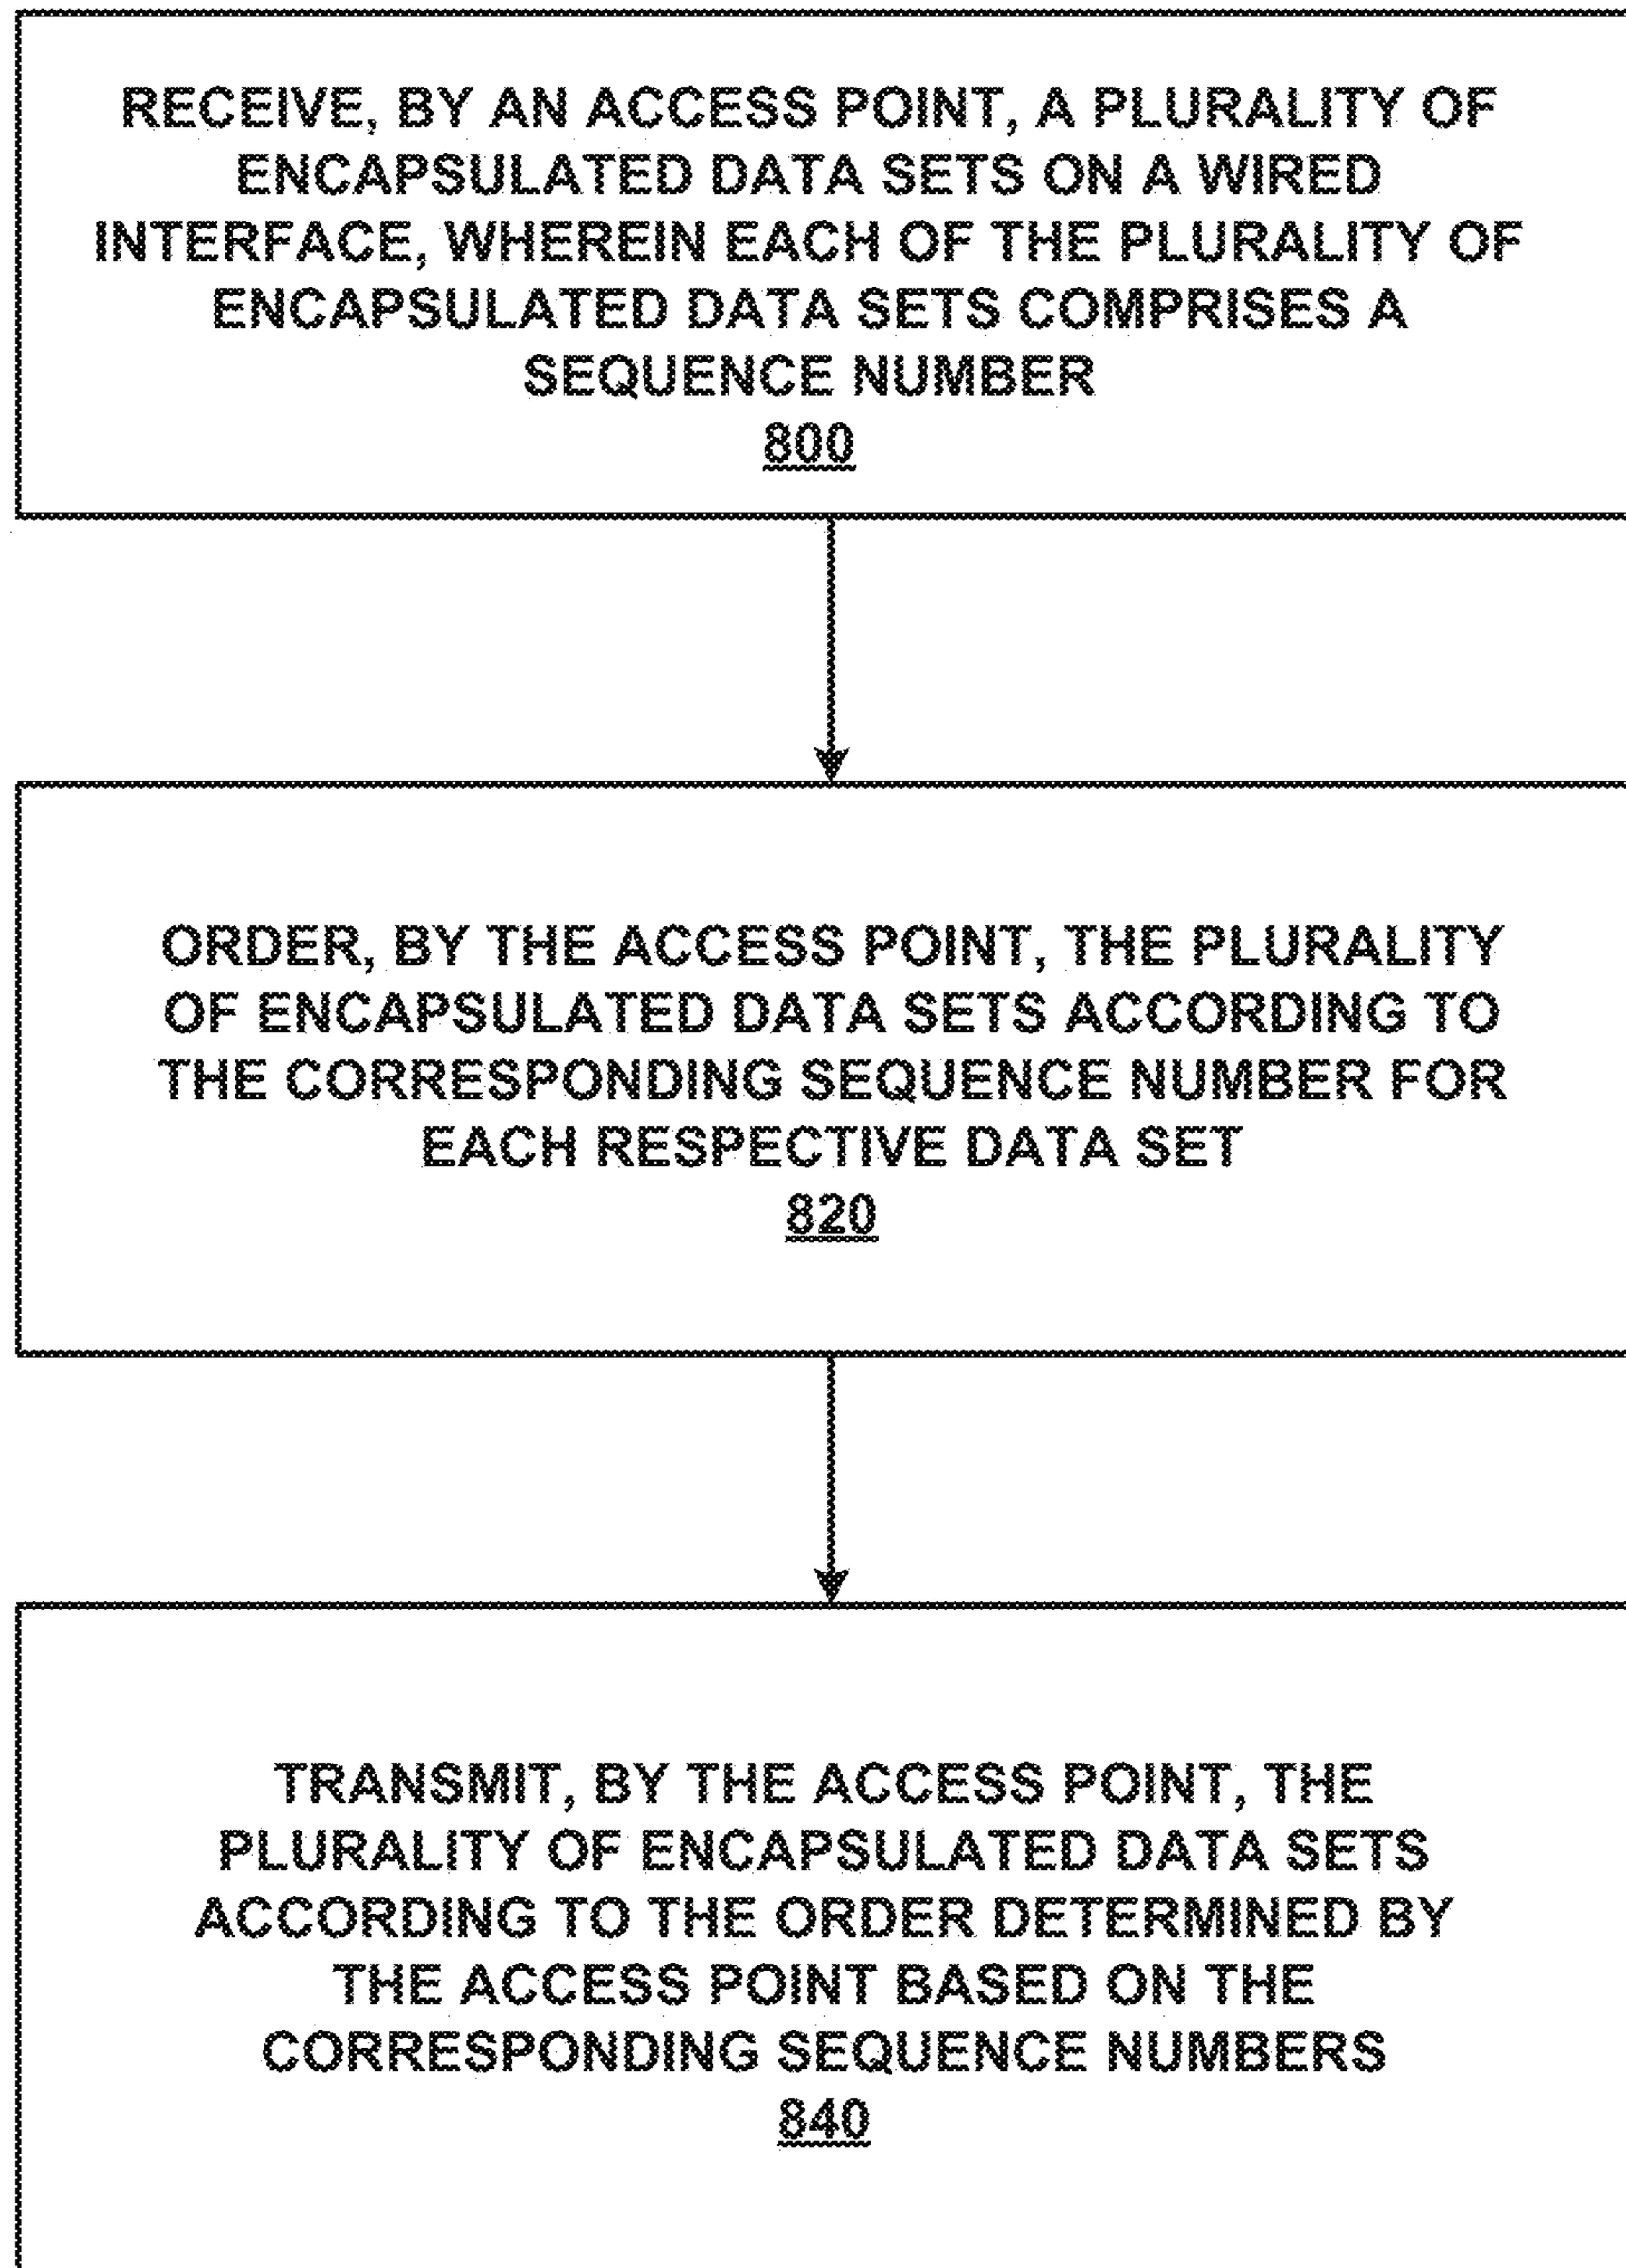 RECEIVE, BY AN ACCESS POINT, A PLURALITY OF
ENCAPSULATED DATA SETS ON A WIRED
INTERFACE, WHEREIN EACH OF THE PLURALITY OF
ENCAPSULATED DATA SETS COMPRISES A
SEQUENCE NUMBER
800
ORDER, BY THE ACCESS POINT, THE PLURALITY
OF ENCAPSULATED DATA SETS ACCORDING TO
THE CORRESPONDING SEQUENCE NUMBER FOR
EACH RESPECTIVE DATA SET
820
TRANSMIT, BY THE ACCESS POINT, THE
PLURALITY OF ENCAPSULATED DATA SETS
ACCORDING TO THE ORDER DETERMINED BY
THE ACCESS POINT BASED ON THE
CORRESPONDING SEQUENCE NUMBERS
840